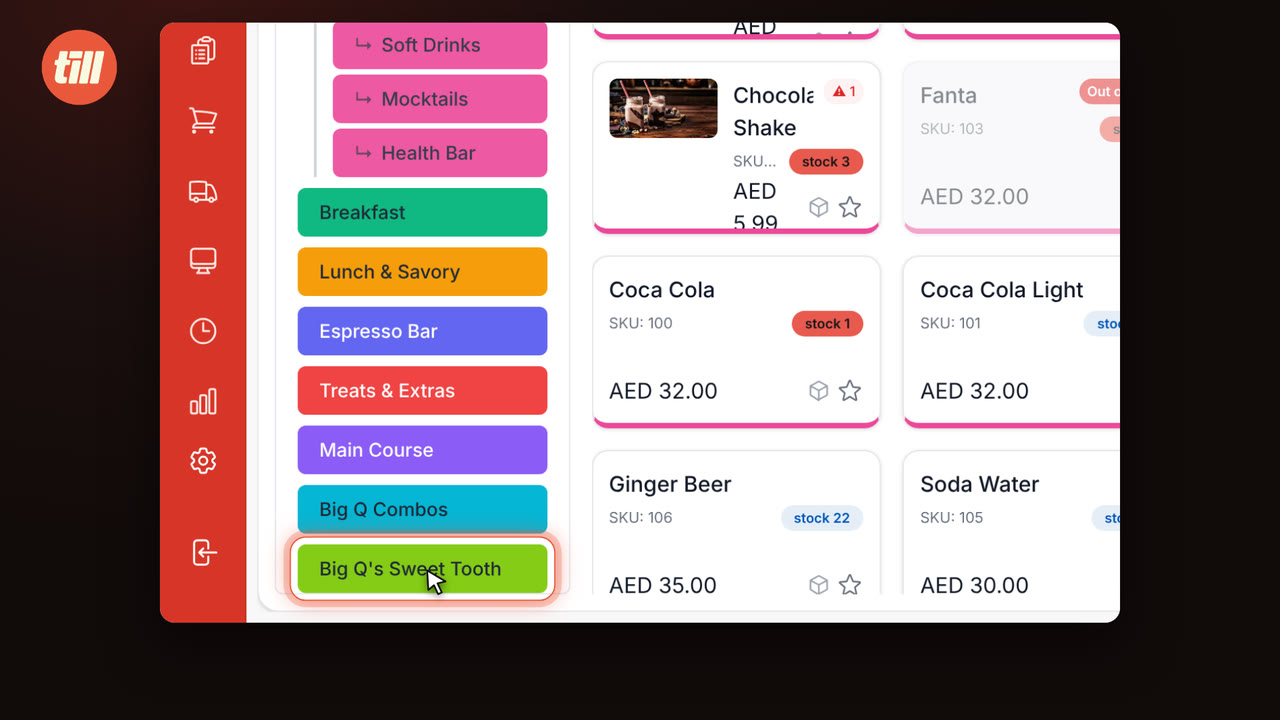 till
Soft Drinks
Mocktails
Health Bar
Breakfast
Lunch & Savory
Espresso Bar
Treats & Extras
Main Course
Big Q Combos
Big Q's Sweet Tooth
AED
Chocola
Shake
1
SKU...
stock 3
AED
5.99
Fanta
Out
SKU: 103
AED 32.00
Coca Cola
SKU: 100
stock 1
AED 32.00
Coca Cola Light
SKU: 101
AED 32.00
Ginger Beer
SKU: 106
stock 22
AED 35.00
Soda Water
SKU: 105
AED 30.00